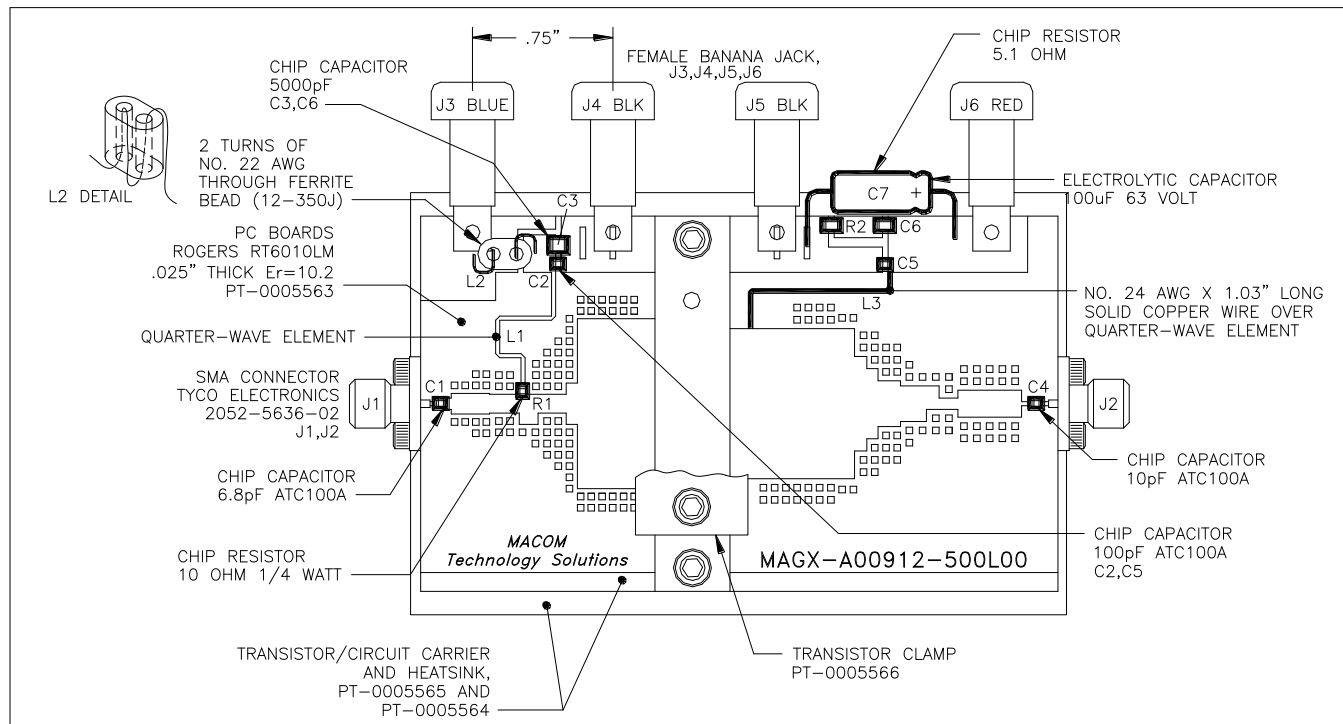 .75"
CHIP RESISTOR
5.1 OHM
FEMALE BANANA JACK,
J3,J4,J5,J6
CHIP CAPACITOR
5000pF
C3,C6
J3 BLUE
J4 BLK
J5 BLK
J6 RED
2 TURNS OF
NO. 22 AWG
THROUGH FERRITE
BEAD (12-350J)
L2 DETAIL
ELECTROLYTIC CAPACITOR
100uF 63 VOLT
C7
+
C3
R2
C6
PC BOARDS
ROGERS RT6010LM
.025" THICK Er=10.2
PT-0005563
L2
C2
C5
L3
NO. 24 AWG X 1.03" LONG
SOLID COPPER WIRE OVER
QUARTER-WAVE ELEMENT
QUARTER-WAVE ELEMENT
L1
SMA CONNECTOR
TYCO ELECTRONICS
2052-5636-02
J1,J2
J1
C1
R1
C4
J2
CHIP CAPACITOR
6.8pF ATC100A
CHIP CAPACITOR
10pF ATC100A
CHIP RESISTOR
10 OHM 1/4 WATT
MACOM
Technology Solutions
MAGX-A00912-500L00
CHIP CAPACITOR
100pF ATC100A
C2,C5
TRANSISTOR/CIRCUIT CARRIER
AND HEATSINK,
PT-0005565 AND
PT-0005564
TRANSISTOR CLAMP
PT-0005566